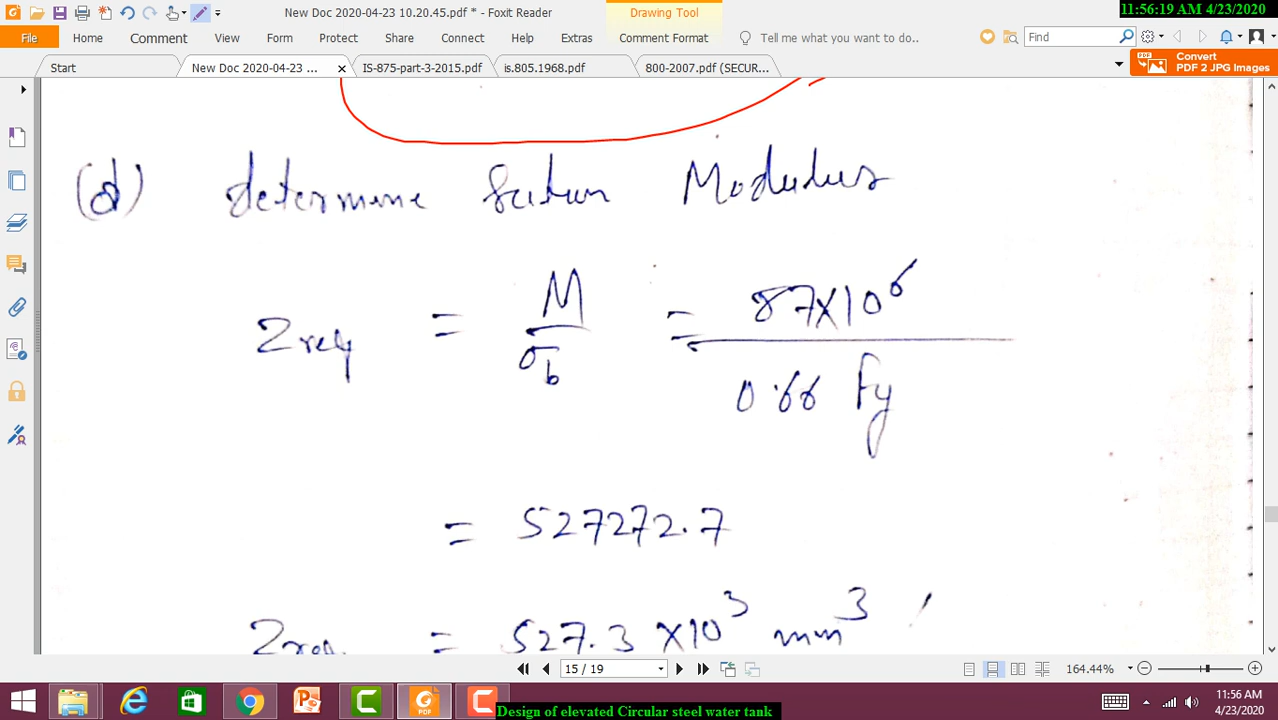 New Doc 2020-04-23 10.20.45.pdf * - Foxit Reader
Drawing Tool
11:56:19 AM 4/23/2020
File Home Comment View Form Protect Share Connect Help Extras Comment Format Tell me what you want to do.. Find
Start New Doc 2020-04-23 ... IS-875-part-3-2015.pdf is.805.1968.pdf 800-2007.pdf (SECUR...
Convert
PDF 2 JPG Images
(d) determine Section Modulus
Zreq = M/σb = 87×10^6/0.66 Fy
= 527272.7
Zreq = 527.3 ×10^3 mm^3
15 / 19
164.44%
11:56 AM
4/23/2020
Design of elevated Circular steel water tank